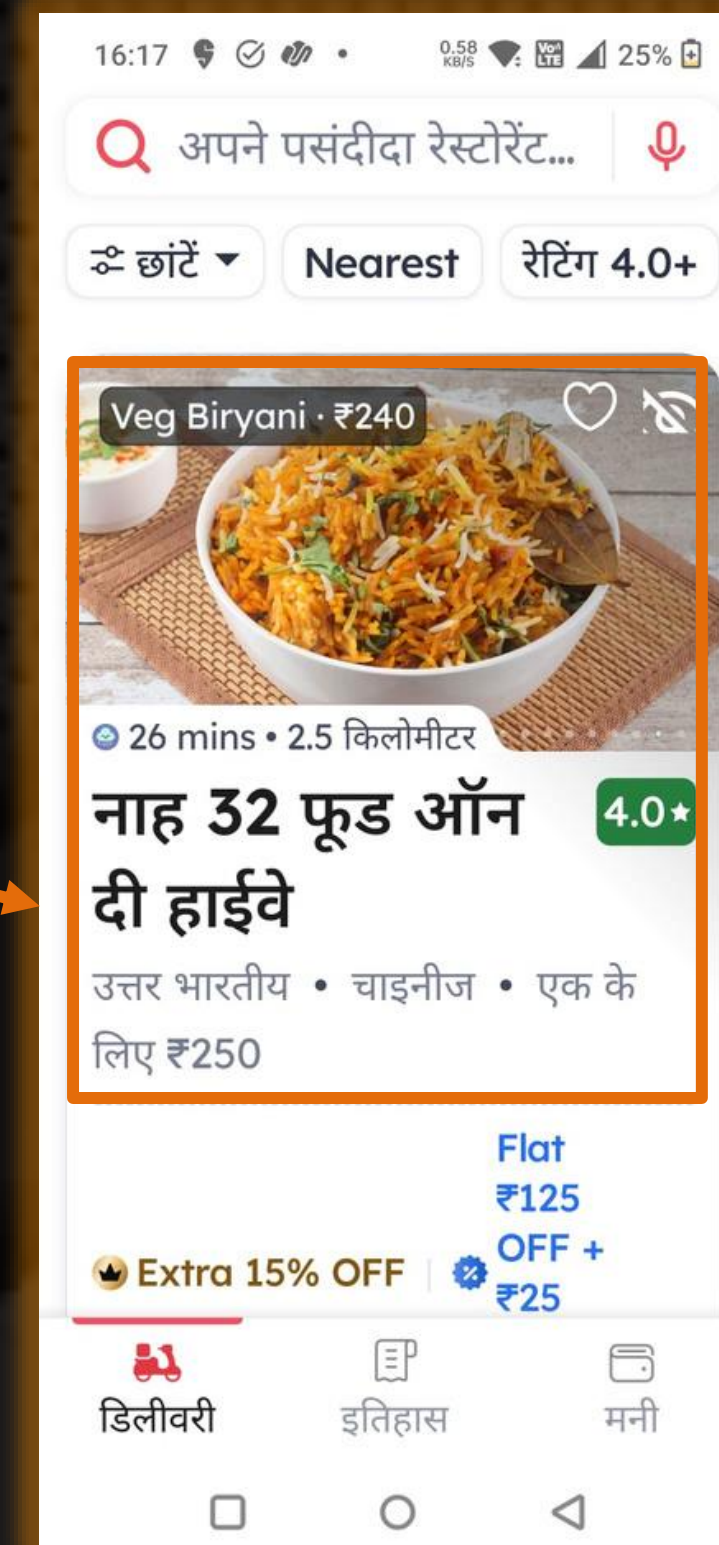 16:17 0.58 KB/S VoLTE 25%
अपने पसंदीदा रेस्टोरेंट...
छांटें Nearest रेटिंग 4.0+
Veg Biryani · ₹240
26 mins • 2.5 किलोमीटर
नाह 32 फूड ऑन 4.0★
दी हाईवे
उत्तर भारतीय • चाइनीज • एक के
लिए ₹250
Extra 15% OFF
Flat
₹125
OFF +
₹25
डिलीवरी इतिहास मनी